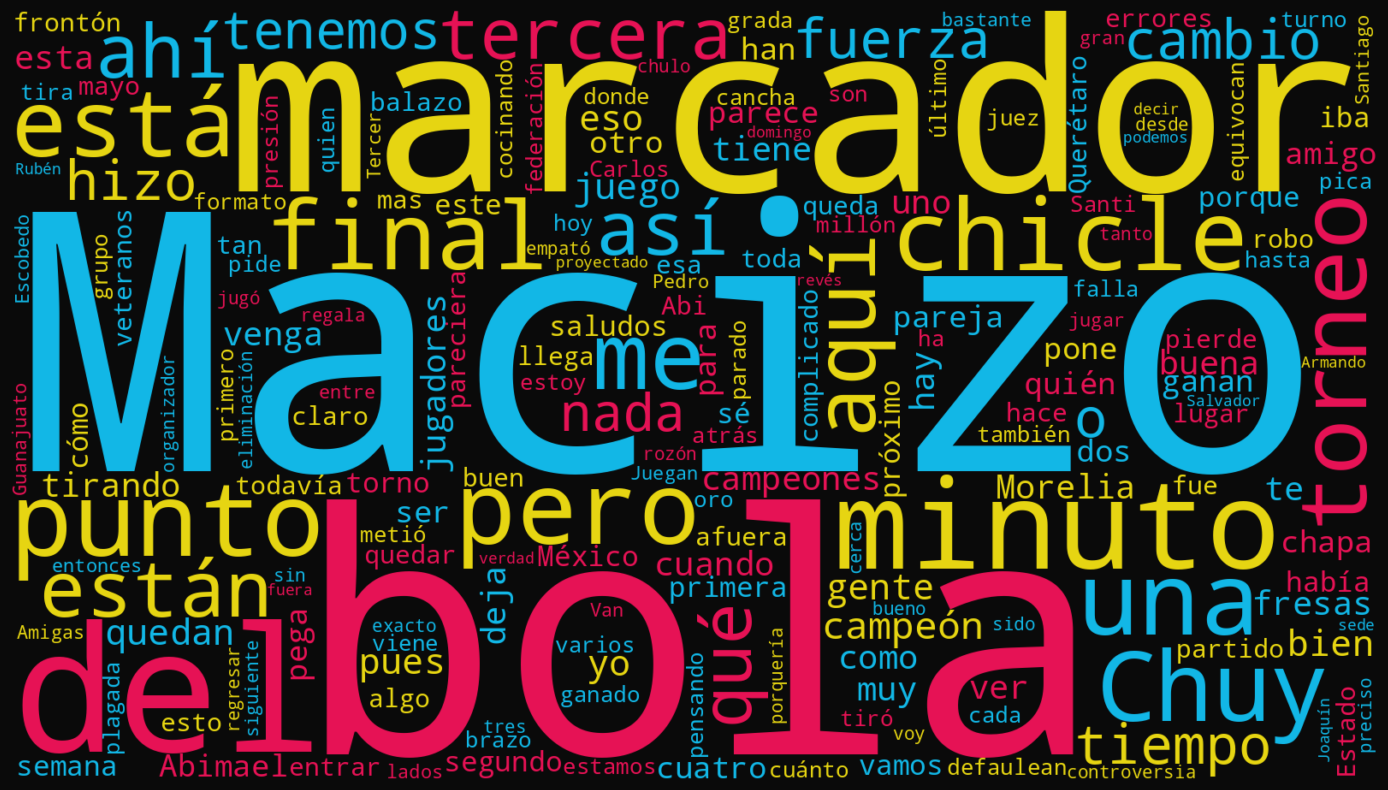 frontón
ahí
tenemos
tercera
grada
han
fuerza
bastante
errores
gran
cambio
turno
Santiago
esta
mayo
tira
está
marcador
balazo
chulo
donde
eso
otro
cancha
parece
domingo
tiene
son
último
juez
decir
desde
podemos
Querétaro
equivocan
iba
amigo
pica
Rubén
hizo
presión
quien
Tercero
cocinando
federación
Carlos
juego
formato
mas
este
final
hoy
empató
proyectado
así
esa
toda
queda
millón
uno
chicle
Santi
tanto
porque
robo
hasta
torneo
Escobedo
grupo
veteranos
tan
pide
jugó
regala
venga
Macizo
Pedro
Abi
revés
aquí
complicado
pareciera
jugadores
saludos
llega
estoy
me
para
parado
nada
sé
atrás
entre
claro
primero
eliminación
organizador
cómo
Guanajuato
pareja
ha
hay
próximo
quién
hace
también
o
dos
falla
jugar
pone
pierde
buena
ganan
Salvador
lugar
Armando
tirando
todavía
torno
buen
rozón
Juegan
oro
campeones
Morelia
fue
te
punto
pero
minuto
ser
metió
quedar
verdad
México
afuera
cuando
primera
cerca
chapa
entonces
están
sin
fuera
deja
Van
gente
bueno
una
había
fresas
sede
Amigas
quedan
pega
exacto
viene
pues
algo
bola
varios
yo
ganado
qué
pensando
porquería
campeón
sido
como
muy
tiró
voy
ver
cada
Chuy
partido
bien
del
plagada
esto
regresar
siguiente
tres
brazo
tiempo
Joaquín
Estado
preciso
semana
Abimael
entrar
lados
segundo
estamos
cuatro
cuánto
vamos
defaulean
controversia